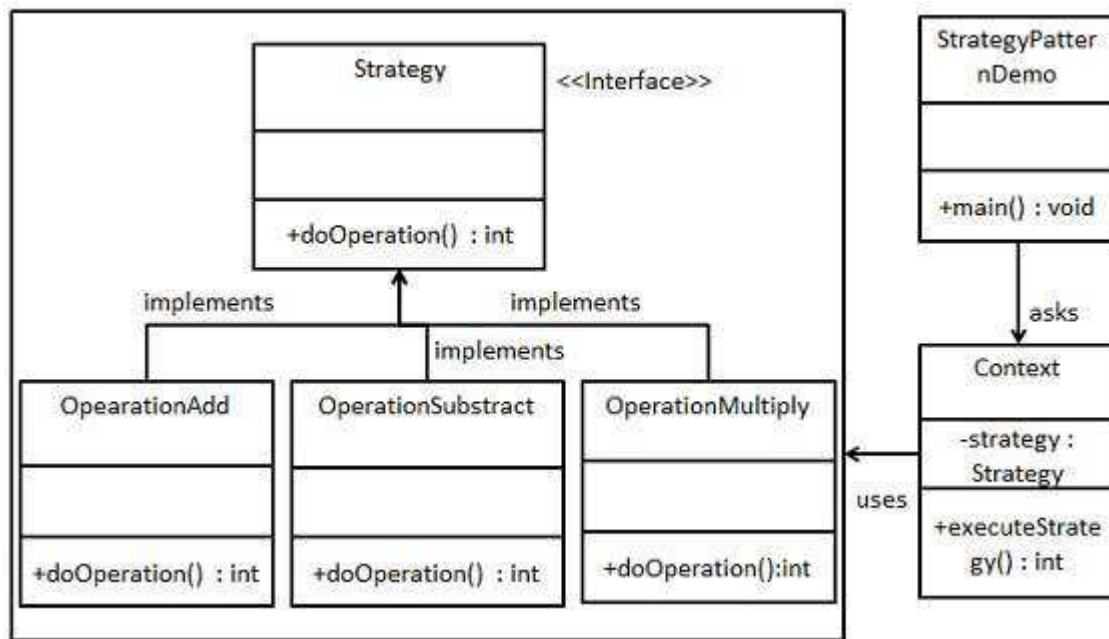 Strategy
<<Interface>>
+doOperation() : int
implements
implements
implements
OpearationAdd
+doOperation() : int
OperationSubstract
+doOperation() : int
OperationMultiply
+doOperation():int
StrategyPatter
nDemo
+main() : void
asks
Context
-strategy :
Strategy
+executeStrate
gy() : int
uses